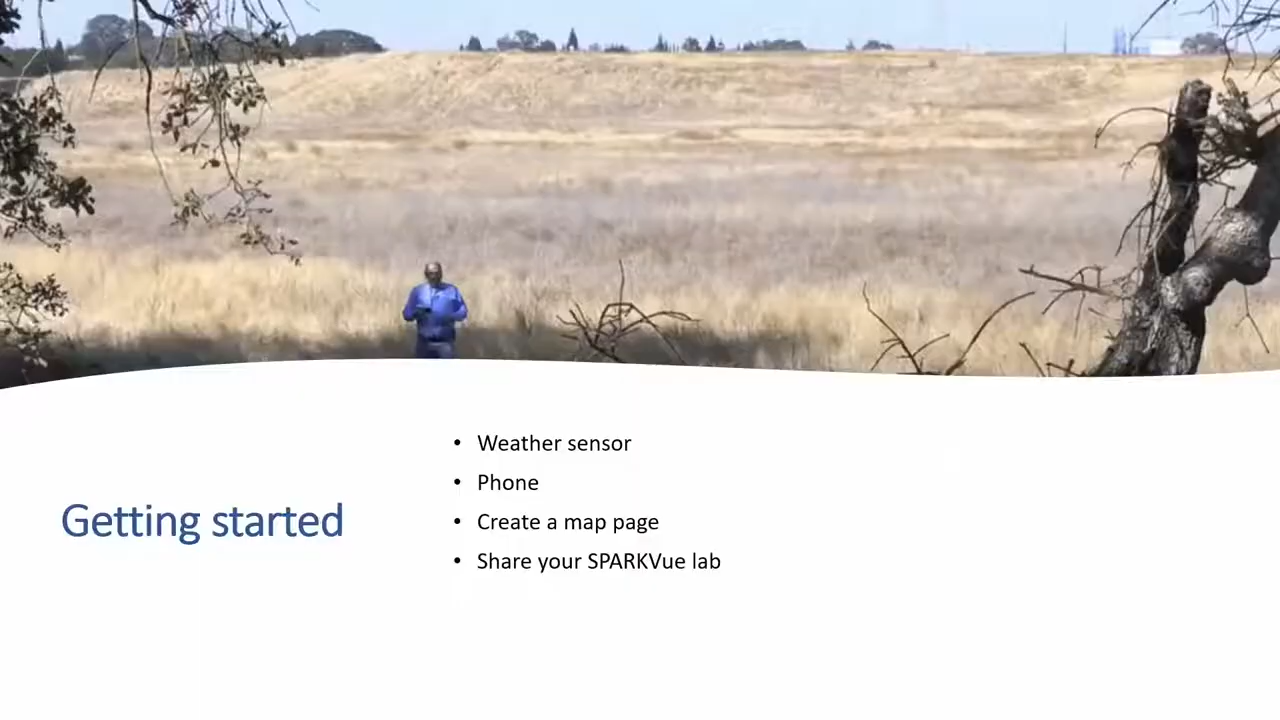 Getting started
• Weather sensor
• Phone
• Create a map page
• Share your SPARKVue lab